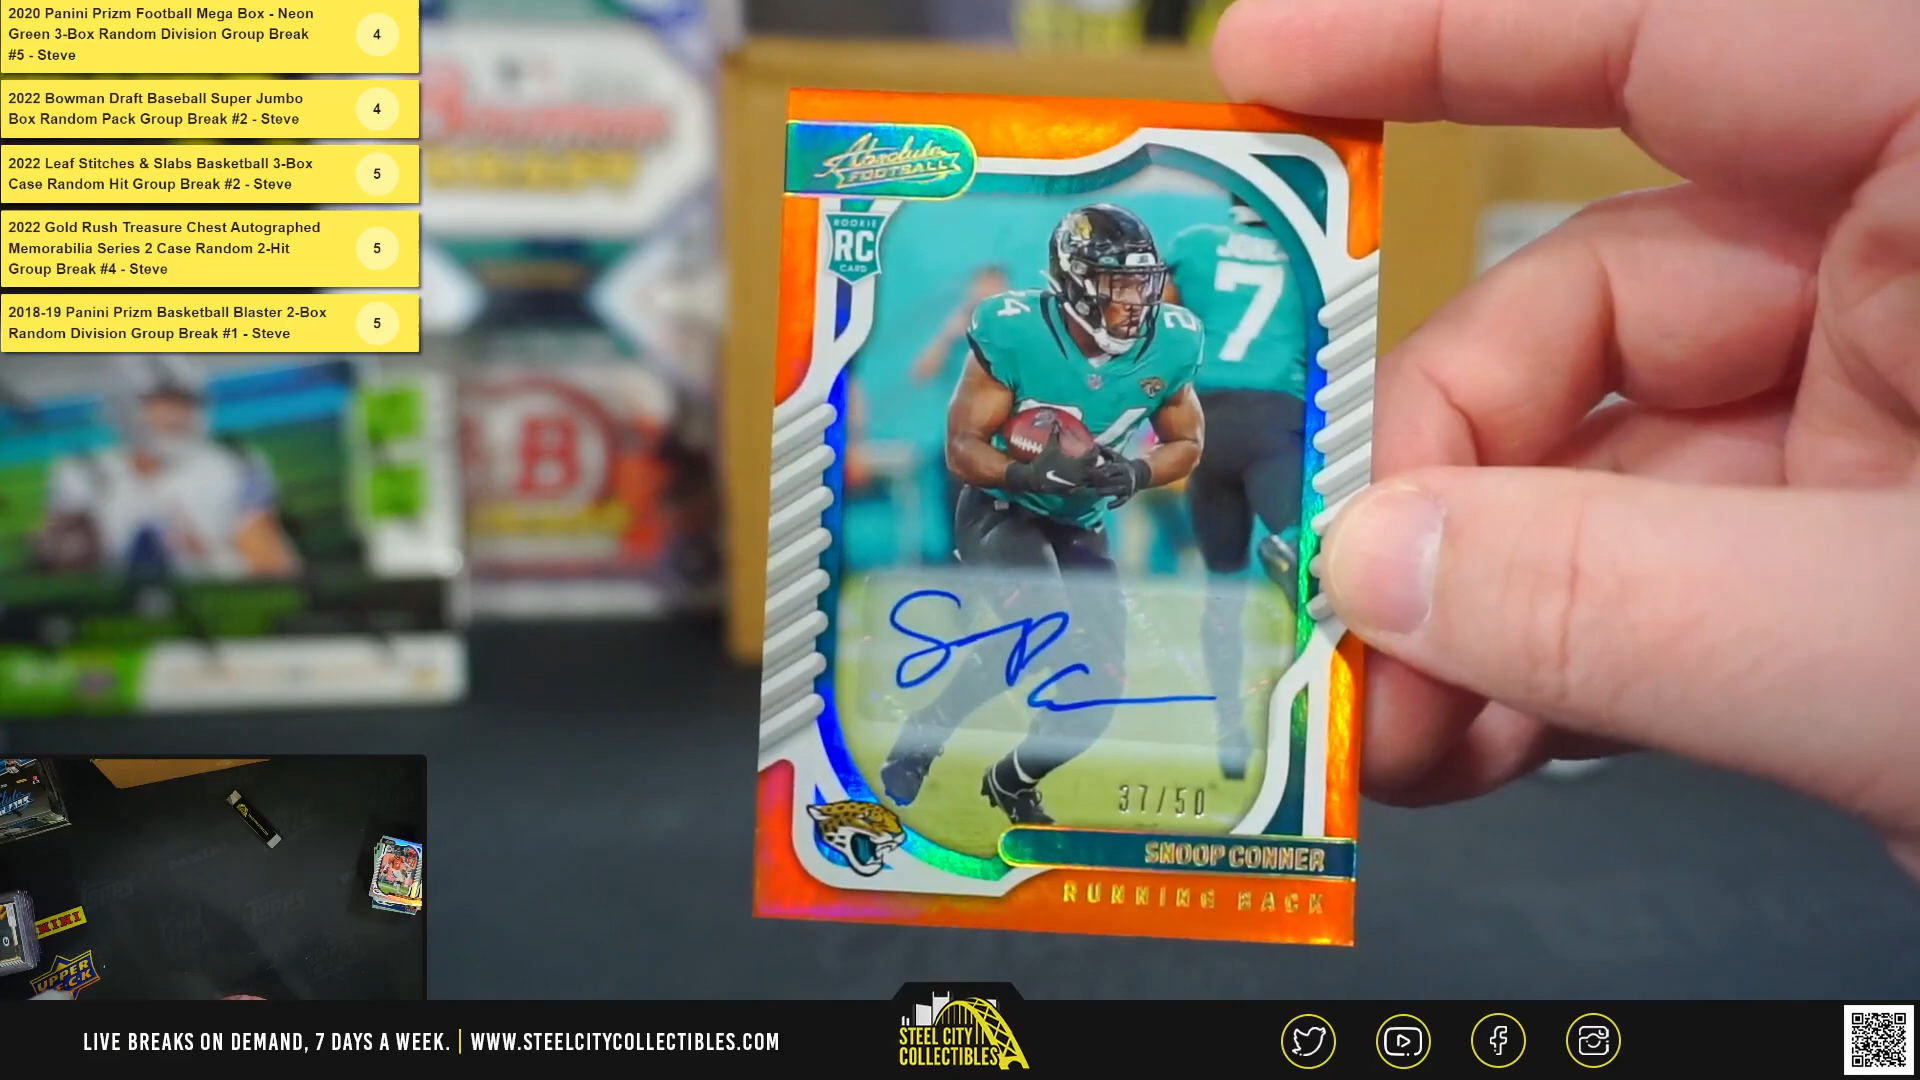 2020 Panini Prizm Football Mega Box - Neon
Green 3-Box Random Division Group Break
#5 - Steve
4
2022 Bowman Draft Baseball Super Jumbo
Box Random Pack Group Break #2 - Steve
4
2022 Leaf Stitches & Slabs Basketball 3-Box
Case Random Hit Group Break #2 - Steve
5
2022 Gold Rush Treasure Chest Autographed
Memorabilia Series 2 Case Random 2-Hit
Group Break #4 - Steve
5
2018-19 Panini Prizm Basketball Blaster 2-Box
Random Division Group Break #1 - Steve
5
Absolute
FOOTBALL
ROOKIE
RC
CARD
7
24
24
37/50
SNOOP CONNER
RUNNING BACK
B
UPPER
LIVE BREAKS ON DEMAND, 7 DAYS A WEEK. | WWW.STEELCITYCOLLECTIBLES.COM
STEEL CITY
COLLECTIBLES